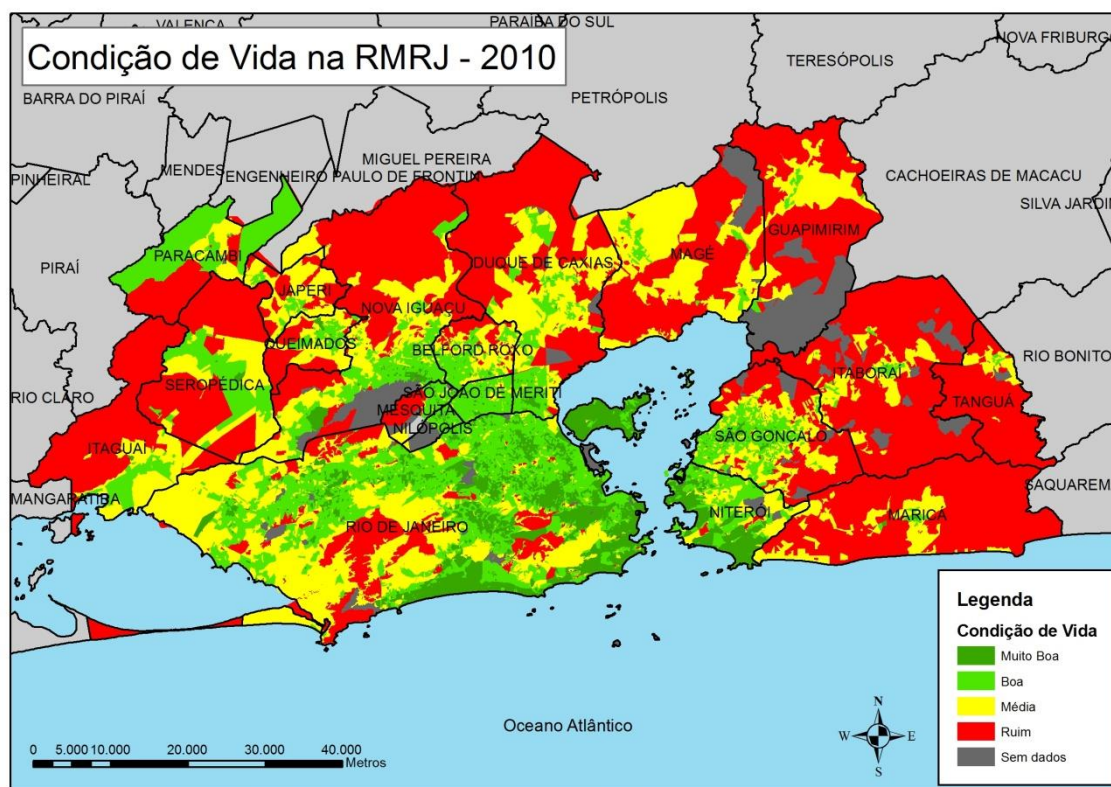 Condição de Vida na RMRJ - 2010
VALENÇA
PARAÍBA DO SUL
NOVA FRIBURGO
TERESÓPOLIS
BARRA DO PIRAÍ
PETRÓPOLIS
MENDES
MIGUEL PEREIRA
ENGENHEIRO PAULO DE FRONTIN
PINHEIRAL
CACHOEIRAS DE MACACU
SILVA JARDIM
PIRAÍ
PARACAMBI
DUQUE DE CAXIAS
MAGÉ
GUAPIMIRIM
JAPERI
NOVA IGUAÇU
QUEIMADOS
BELFORD ROXO
RIO BONITO
SEROPÉDICA
ITABORAÍ
RIO CLARO
SÃO JOÃO DE MERITI
MESQUITA
TANGUÁ
NILÓPOLIS
SÃO GONÇALO
ITAGUAÍ
MANGARATIBA
SAQUAREM
RIO DE JANEIRO
NITERÓI
MARICÁ
Legenda
Condição de Vida
Muito Boa
Boa
Média
Ruim
Sem dados
Oceano Atlântico
N
W E
S
0 5.000 10.000 20.000 30.000 40.000
Metros